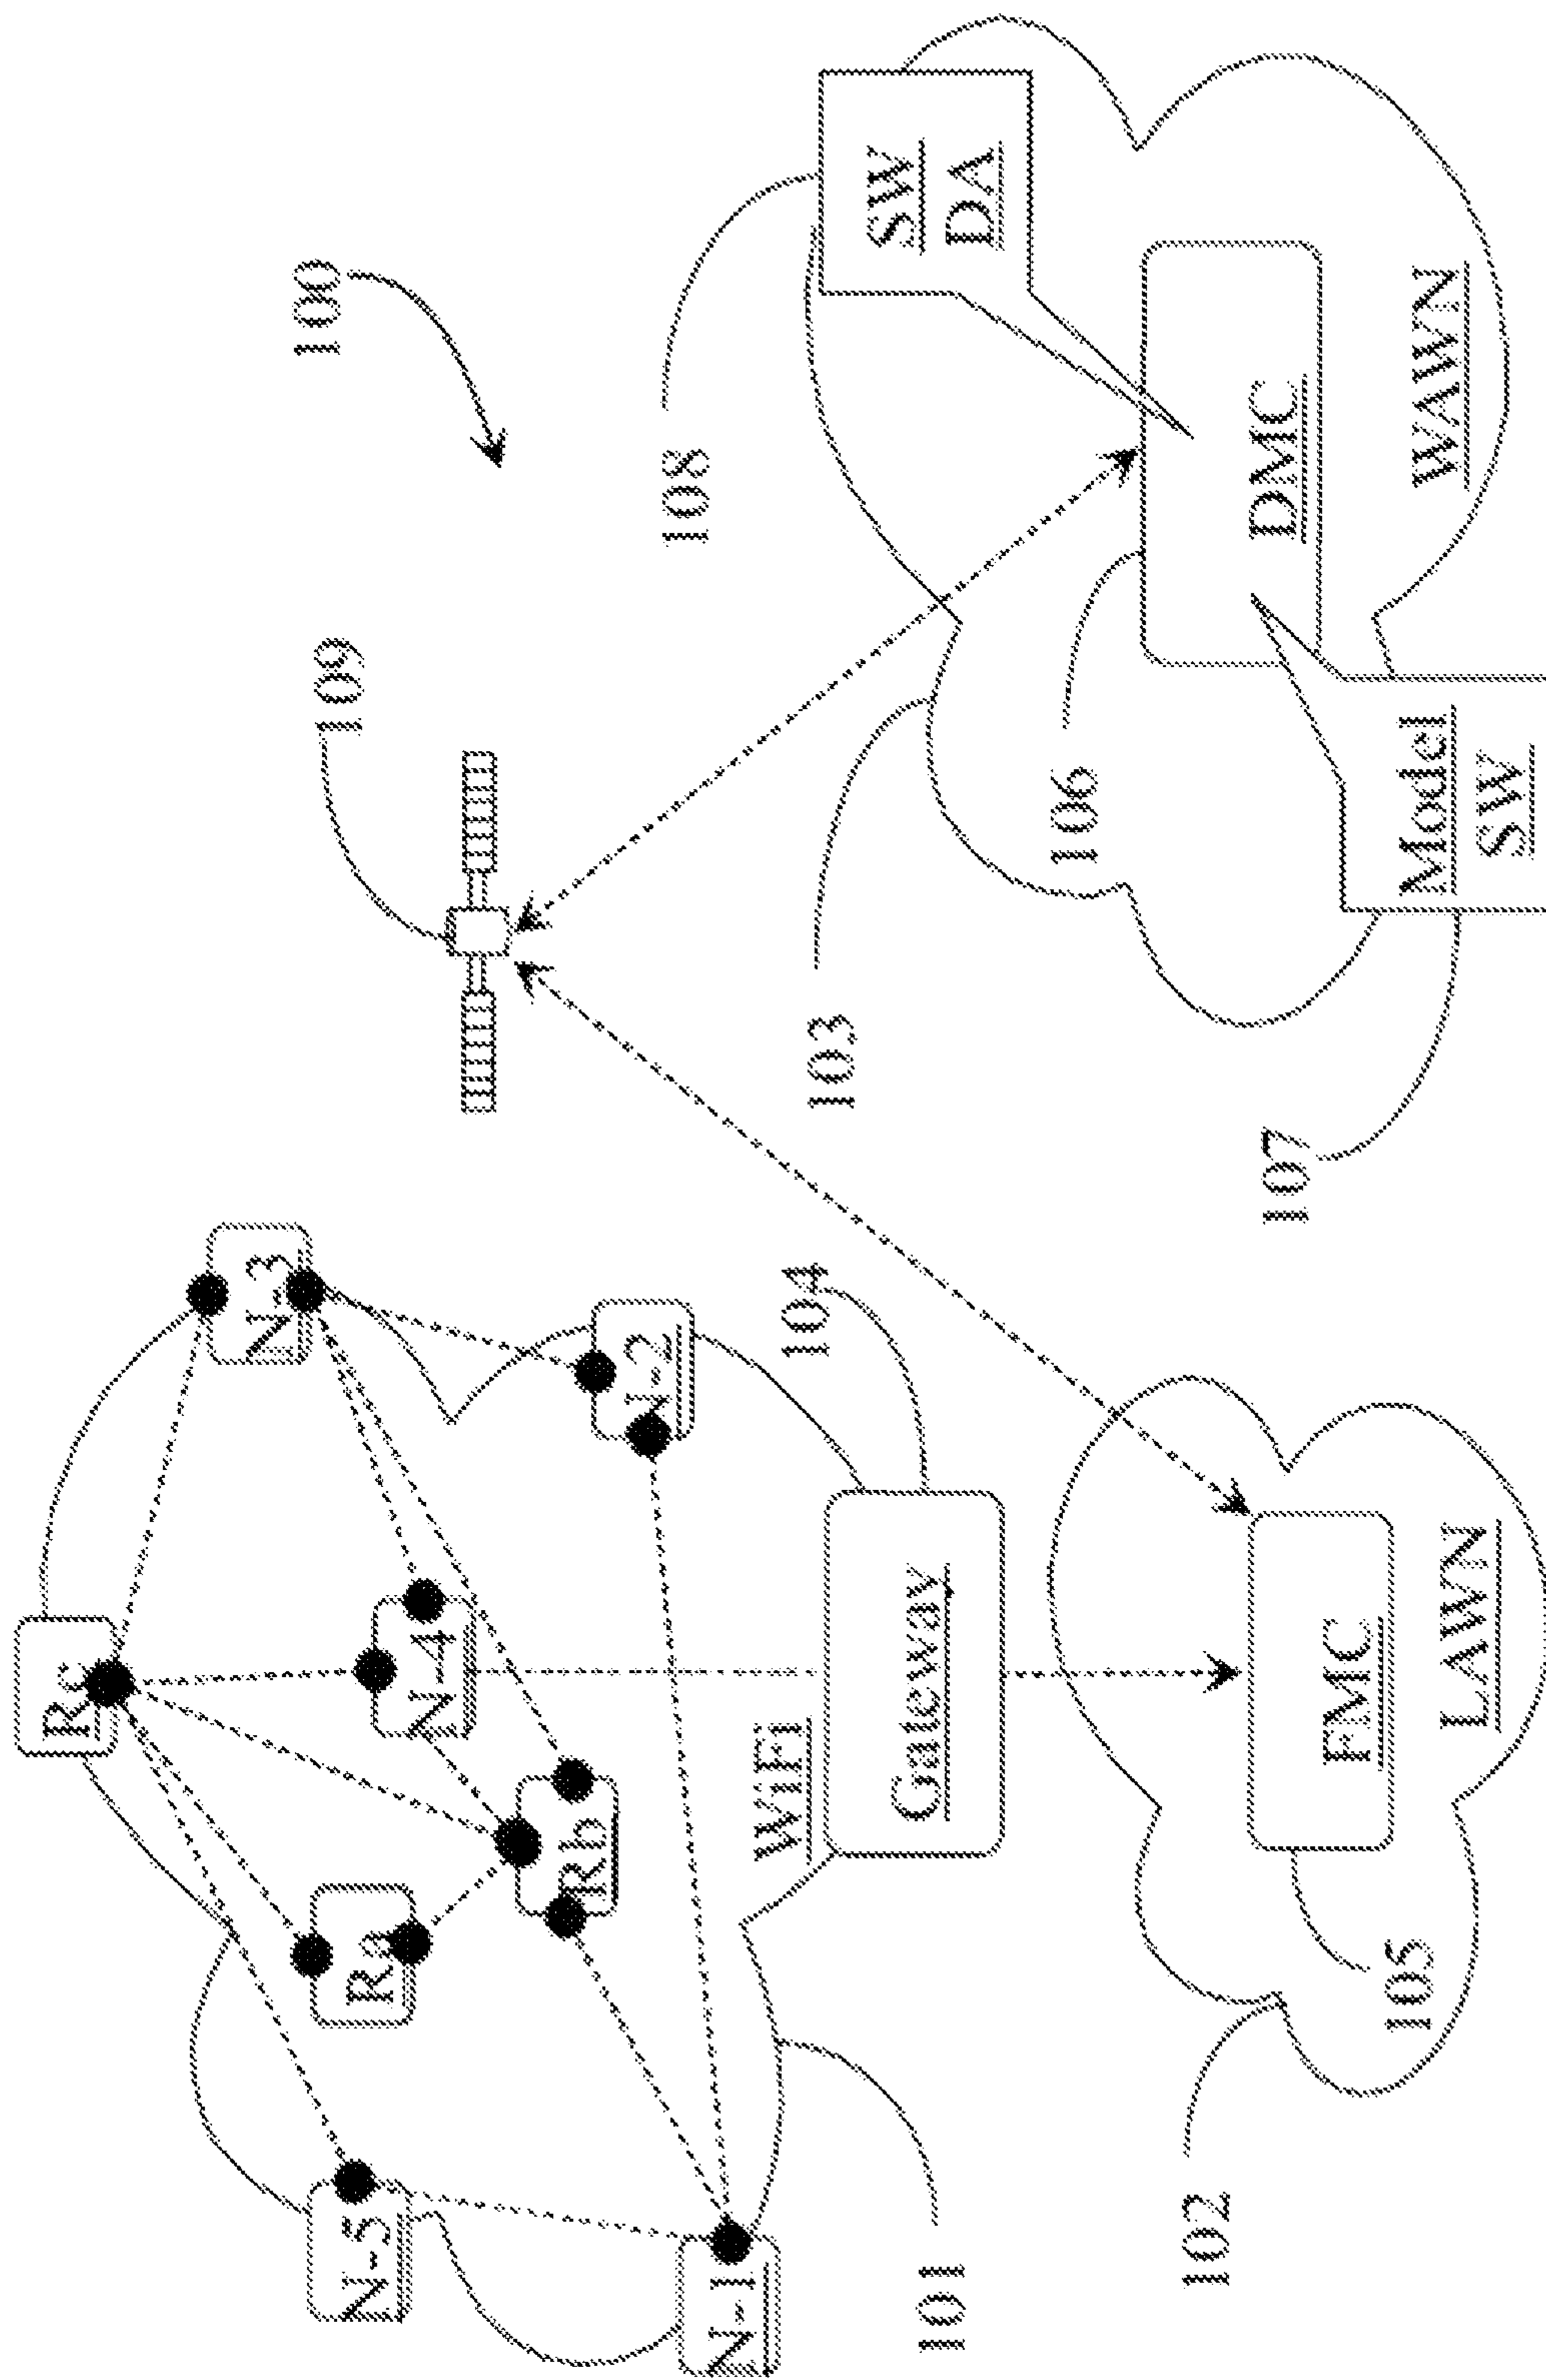 100
109
108
SW
DA
103
106
DMC
WAWN
107
Model
SW
Rc
N-3
N-4
N-2
Ra
Rb
N-5
N-1
WiFi
104
Gateway
101
102
105
FMC
LAWN